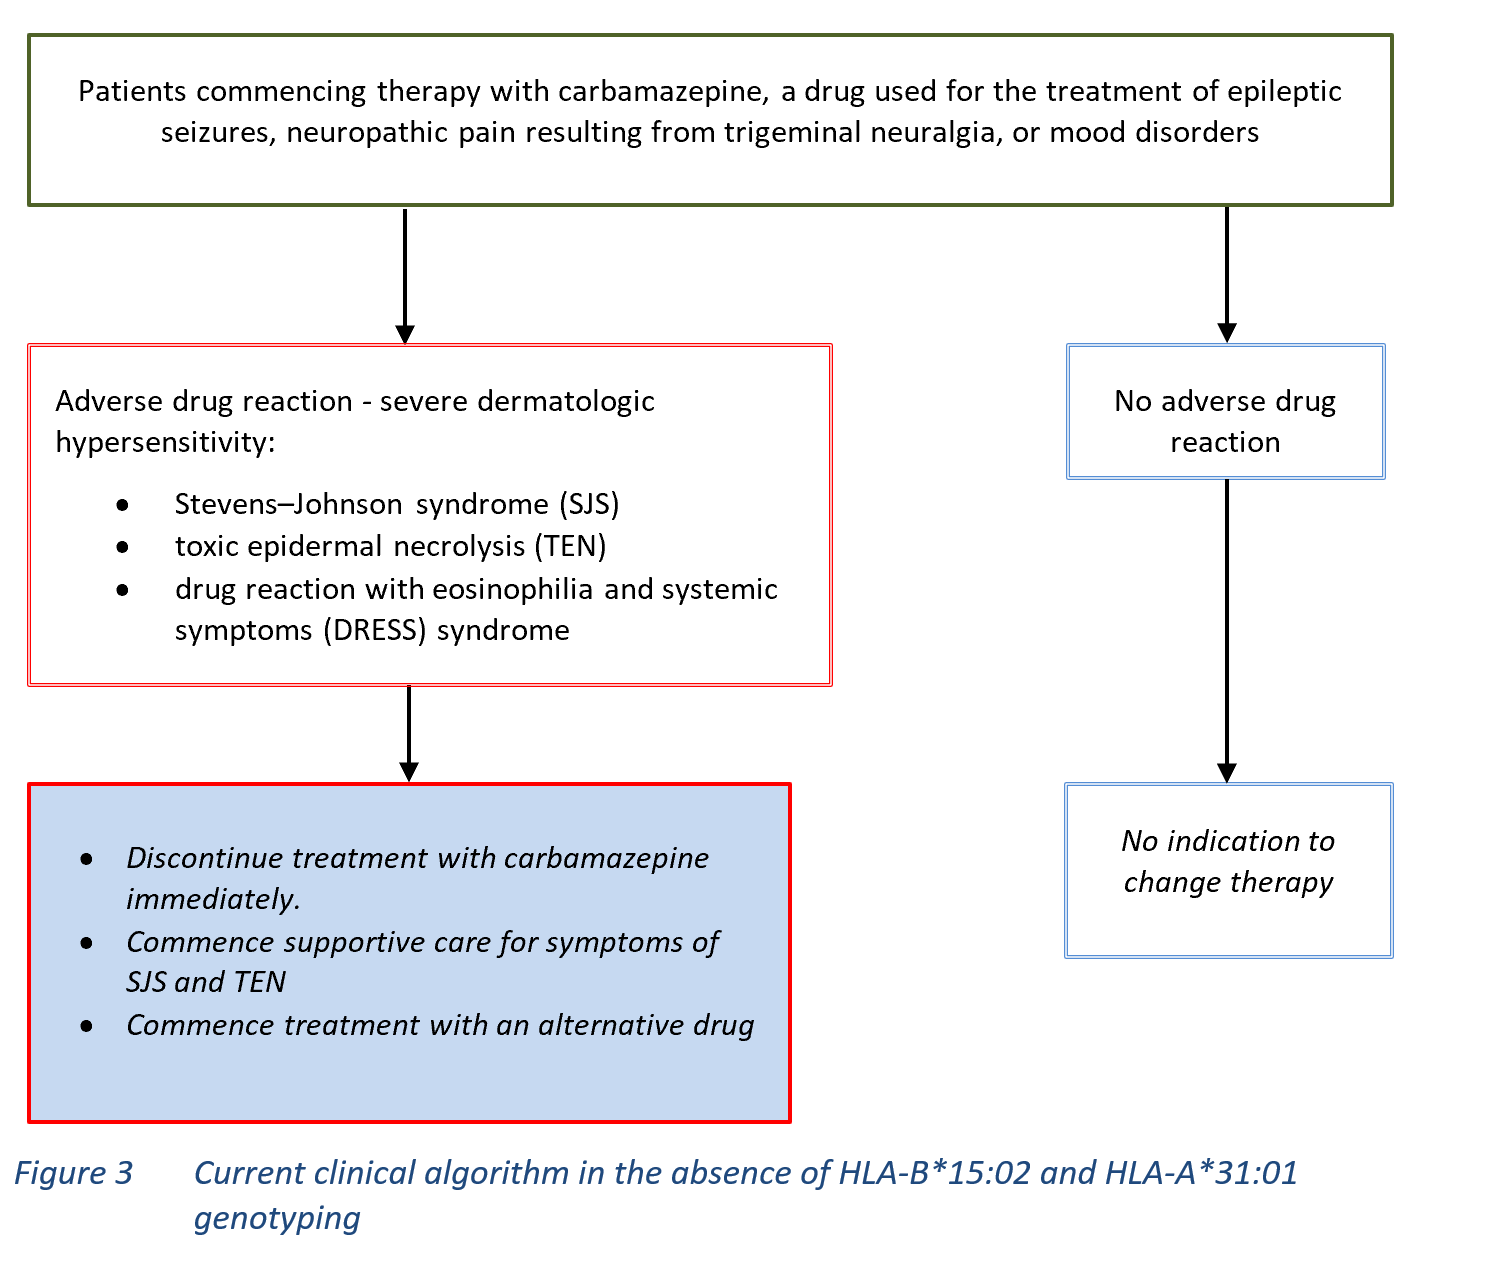 Patients commencing therapy with carbamazepine, a drug used for the treatment of epileptic
seizures, neuropathic pain resulting from trigeminal neuralgia, or mood disorders
Adverse drug reaction - severe dermatologic
hypersensitivity:
• Stevens–Johnson syndrome (SJS)
• toxic epidermal necrolysis (TEN)
• drug reaction with eosinophilia and systemic
symptoms (DRESS) syndrome
No adverse drug
reaction
• Discontinue treatment with carbamazepine
immediately.
• Commence supportive care for symptoms of
SJS and TEN
• Commence treatment with an alternative drug
No indication to
change therapy
Figure 3 Current clinical algorithm in the absence of HLA-B*15:02 and HLA-A*31:01
genotyping